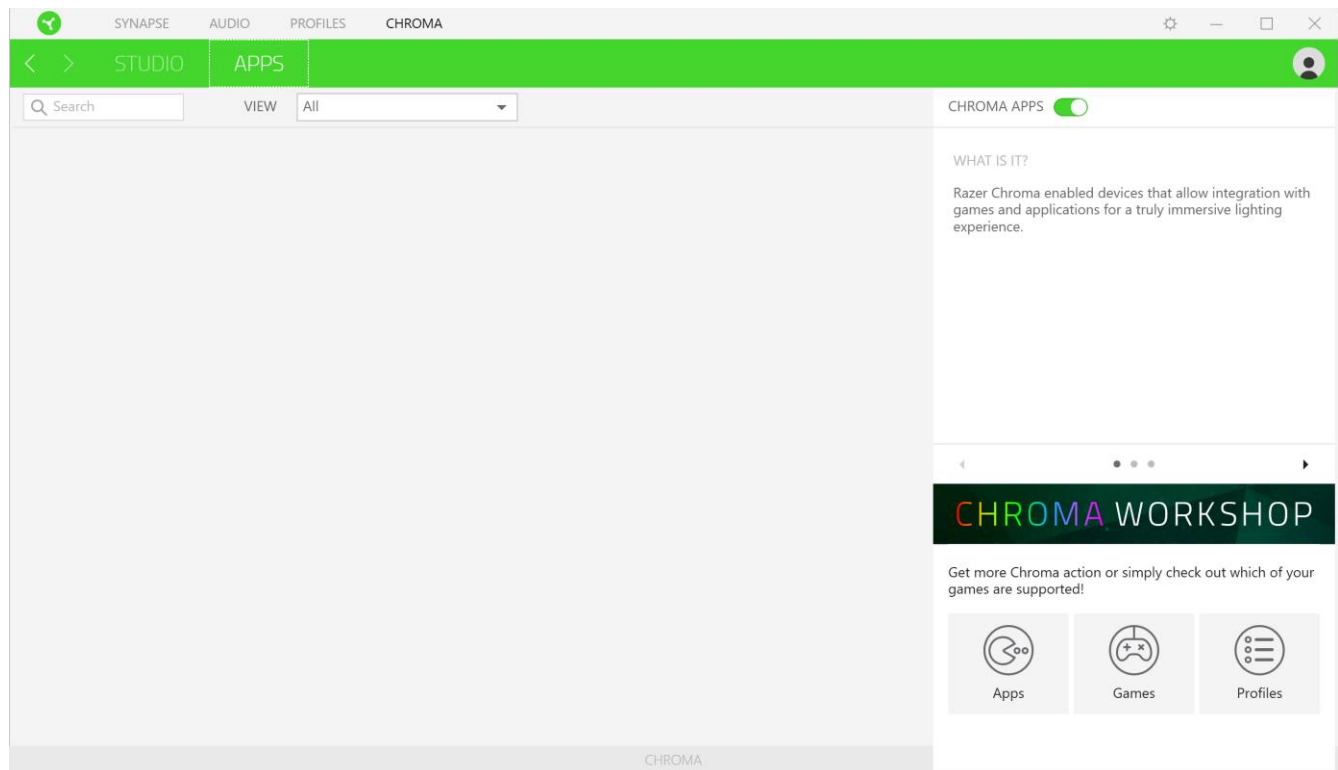 SYNAPSE AUDIO PROFILES CHROMA
STUDIO APPS
Search VIEW All
CHROMA APPS
WHAT IS IT?
Razer Chroma enabled devices that allow integration with
games and applications for a truly immersive lighting
experience.
CHROMA WORKSHOP
Get more Chroma action or simply check out which of your
games are supported!
Apps Games Profiles
CHROMA